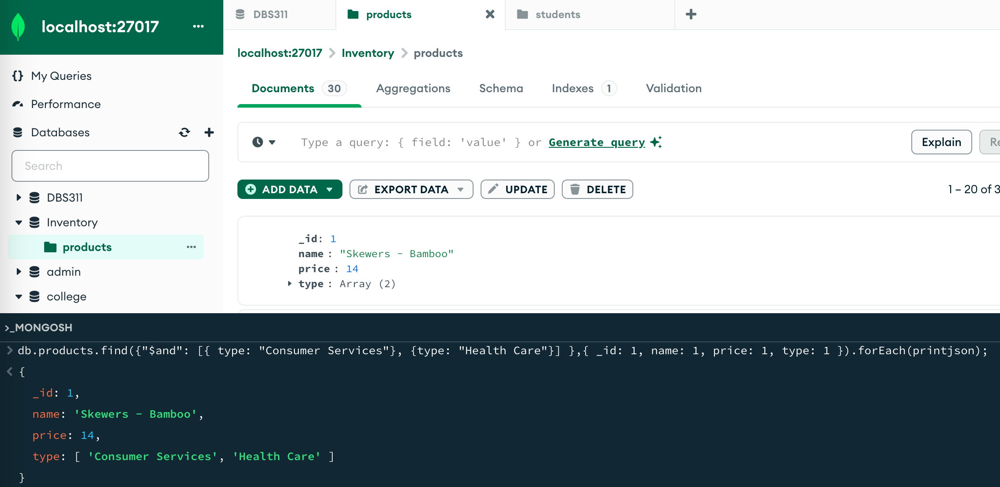 localhost:27017
DBS311
products
students
localhost:27017 > Inventory > products
My Queries
Performance
Databases
Search
DBS311
Inventory
products
admin
college
Documents 30
Aggregations
Schema
Indexes 1
Validation
Type a query: { field: 'value' } or Generate query
Explain
ADD DATA
EXPORT DATA
UPDATE
DELETE
1 – 20 of 3
_id: 1
name : "Skewers - Bamboo"
price : 14
type : Array (2)
>_MONGOSH
> db.products.find({"$and": [{ type: "Consumer Services"}, {type: "Health Care"}] },{ _id: 1, name: 1, price: 1, type: 1 }).forEach(printjson);
< {
_id: 1,
name: 'Skewers - Bamboo',
price: 14,
type: [ 'Consumer Services', 'Health Care' ]
}